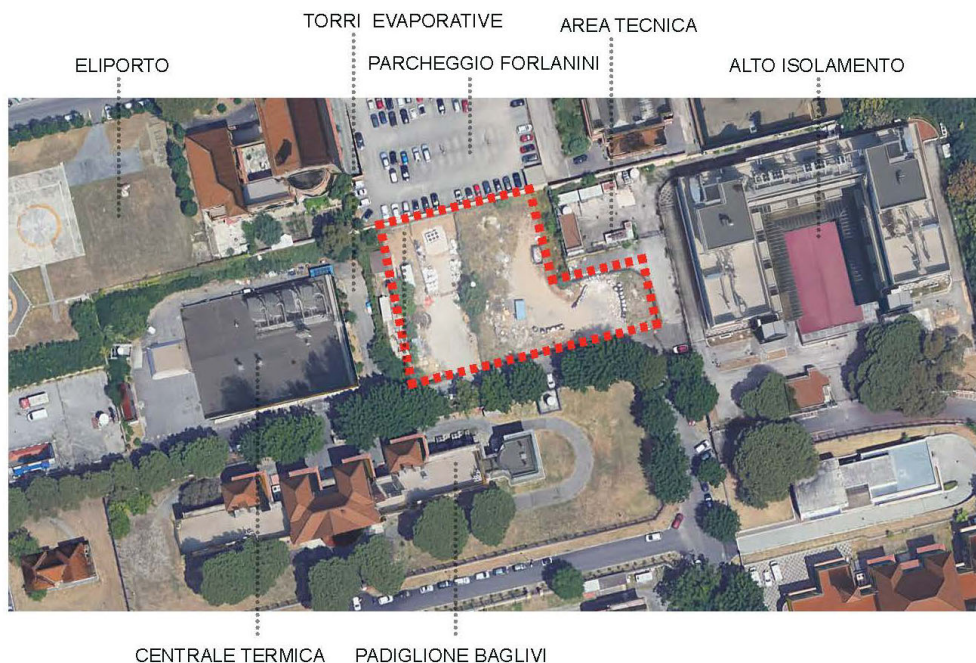 TORRI EVAPORATIVE
AREA TECNICA
ELIPORTO
PARCHEGGIO FORLANINI
ALTO ISOLAMENTO
CENTRALE TERMICA
PADIGLIONE BAGLIVI